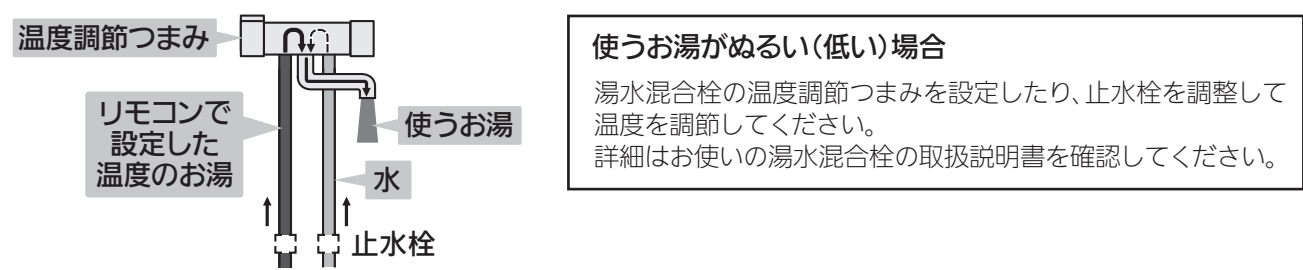 温度調節つまみ
リモコンで
設定した
温度のお湯
使うお湯
水
止水栓
使うお湯がぬるい(低い)場合
湯水混合栓の温度調節つまみを設定したり、止水栓を調整して
温度を調節してください。
詳細はお使いの湯水混合栓の取扱説明書を確認してください。